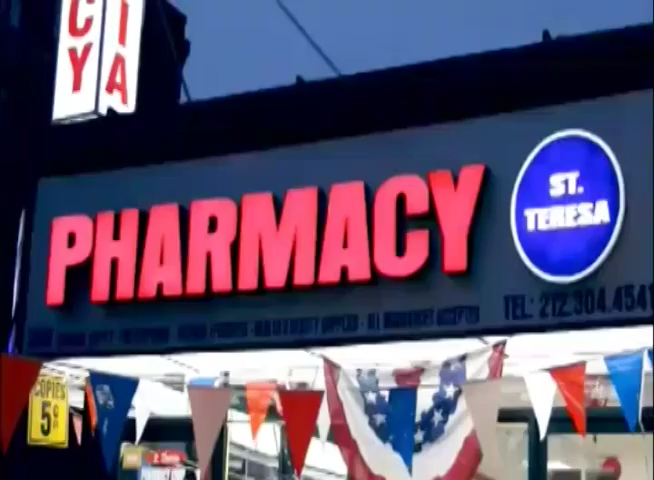 CY
IA
PHARMACY
ST.
TERESA
TEL: 212.304.4541
COPIES
5¢